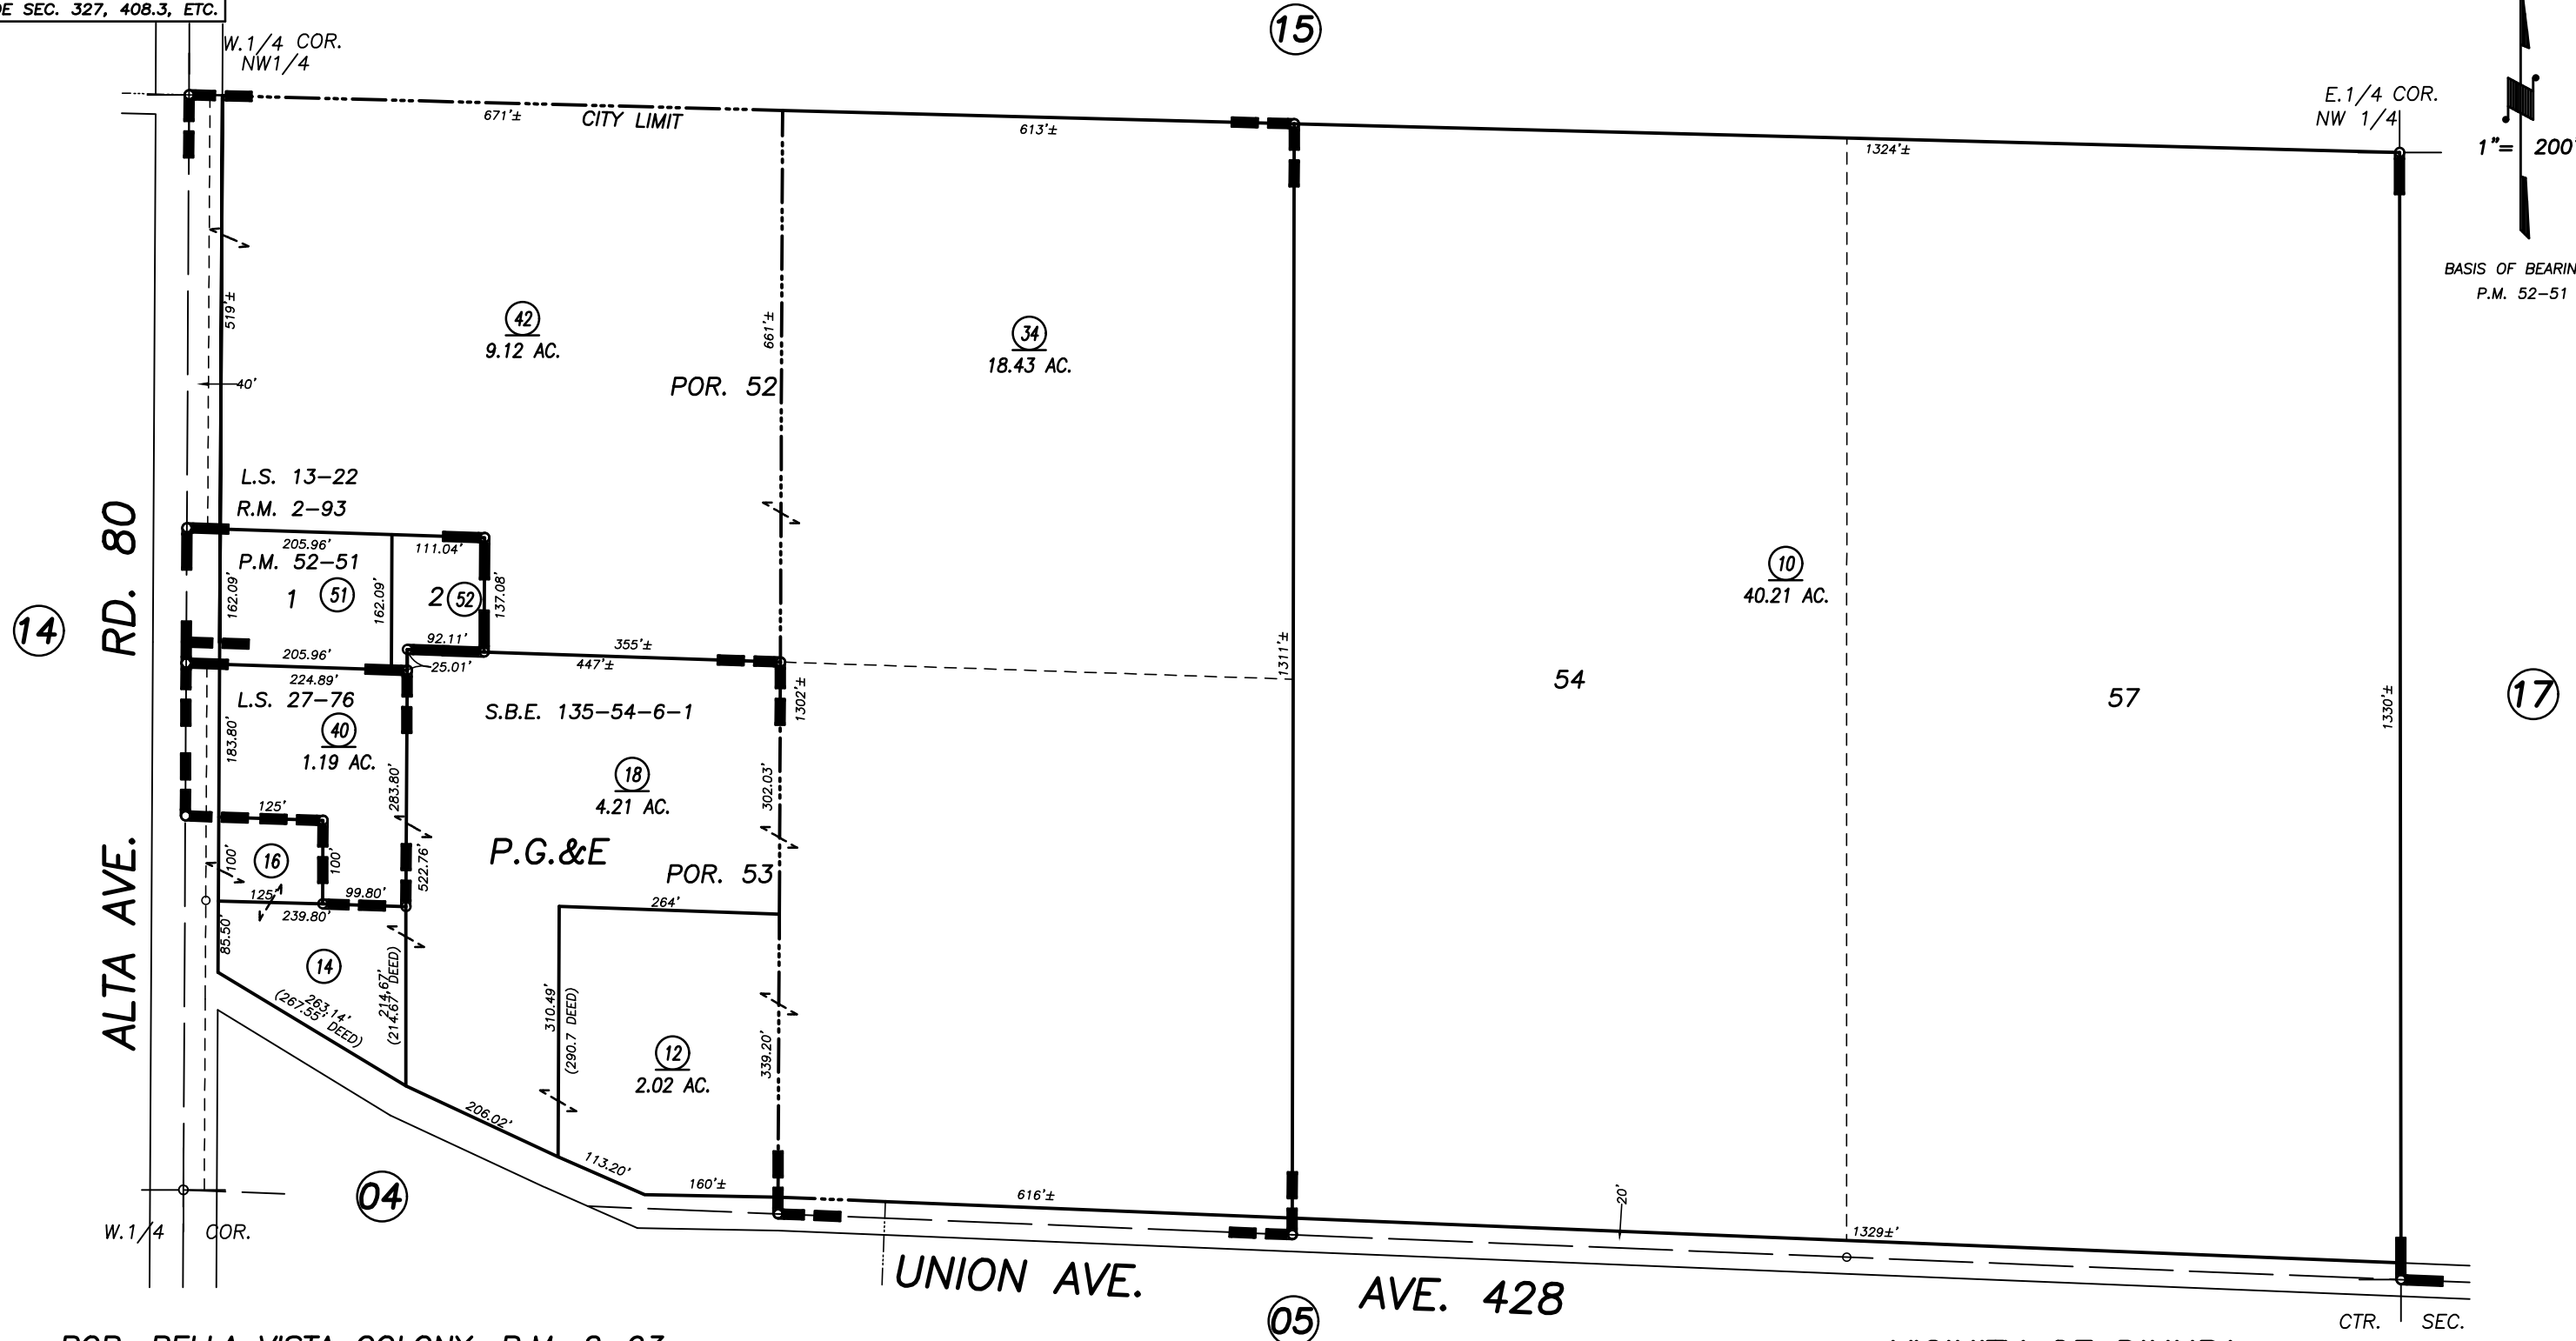 DE SEC. 327, 408.3, ETC.
15
W.1/4 COR.
NW1/4
E.1/4 COR.
NW 1/4
1"= 200'
671'±
CITY LIMIT
613'±
1324'±
BASIS OF BEARIN
P.M. 52-51
519'±
42
9.12 AC.
661'±
34
18.43 AC.
40'
POR. 52
L.S. 13-22
R.M. 2-93
RD. 80
205.96'
111.04'
P.M. 52-51
1
51
2
52
162.09'
162.09'
137.08'
10
40.21 AC.
14
92.11'
355'±
205.96'
25.01'
447'±
224.89'
1311'±
54
57
17
L.S. 27-76
S.B.E. 135-54-6-1
1302'±
1330'±
40
1.19 AC.
183.80'
283.80'
18
4.21 AC.
302.03'
125'
P.G.&E
POR. 53
16
100'
100'
522.76'
125'
99.80'
239.80'
264'
ALTA AVE.
85.50'
14
214.67'
(214.67 DEED)
263.14'
(267.55' DEED)
310.49'
(290.7 DEED)
12
2.02 AC.
339.20'
206.02'
113.20'
160'±
616'±
20'
1329±'
04
W.1/4 COR.
UNION AVE.
AVE. 428
05
CTR. SEC.